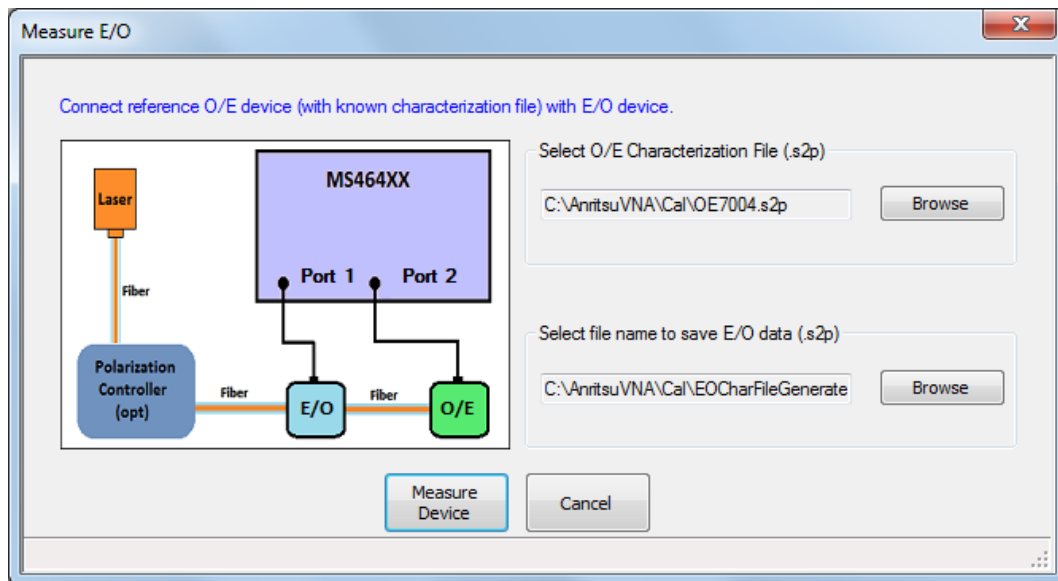 Measure E/O
Connect reference O/E device (with known characterization file) with E/O device.
MS464XX
Laser
Port 1 Port 2
Fiber
Polarization
Controller
(opt)
Fiber
E/O
Fiber
O/E
Select O/E Characterization File (.s2p)
C:\AnritsuVNA\Cal\OE7004.s2p
Browse
Select file name to save E/O data (.s2p)
C:\AnritsuVNA\Cal\EOCharFileGenerate
Browse
Measure
Device
Cancel